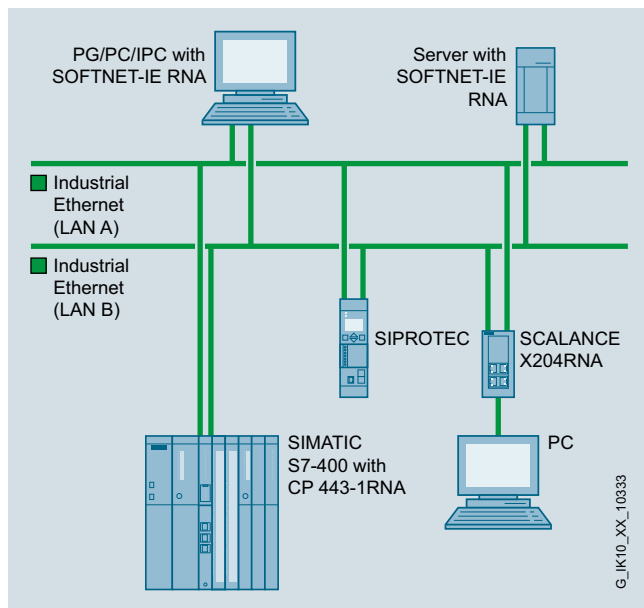 PG/PC/IPC with
SOFTNET-IE RNA
Server with
SOFTNET-IE
RNA
Industrial
Ethernet
(LAN A)
Industrial
Ethernet
(LAN B)
SIPROTEC
SCALANCE
X204RNA
SIMATIC
S7-400 with
CP 443-1RNA
PC
G_IK10_XX_10333